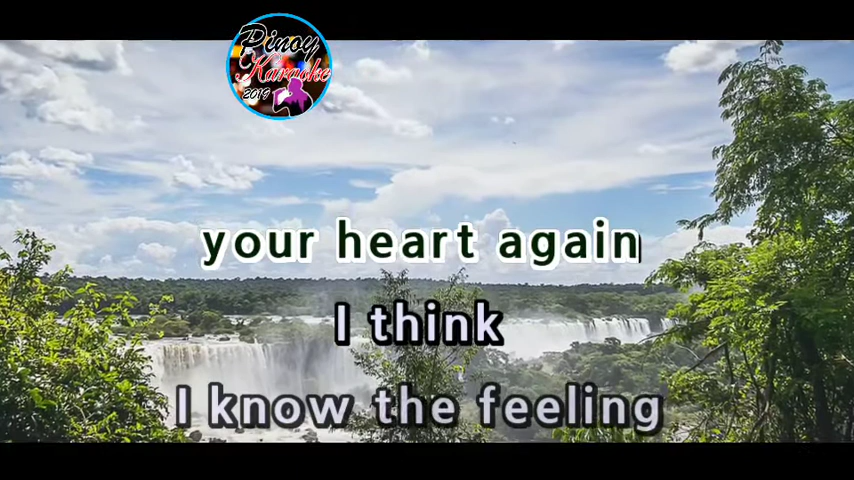 Pinoy
Karaoke
2019
your heart again
I think
I know the feeling